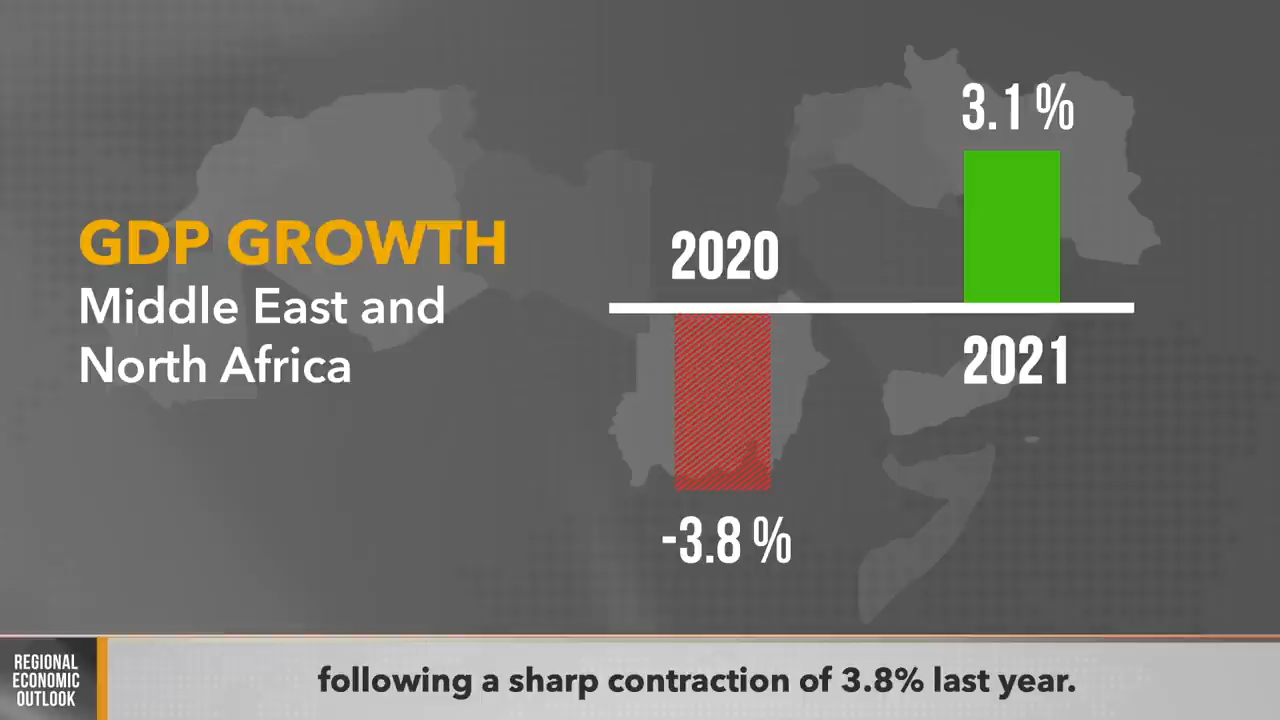 GDP GROWTH
Middle East and
North Africa
2020
-3.8 %
3.1 %
2021
REGIONAL
ECONOMIC
OUTLOOK
following a sharp contraction of 3.8% last year.